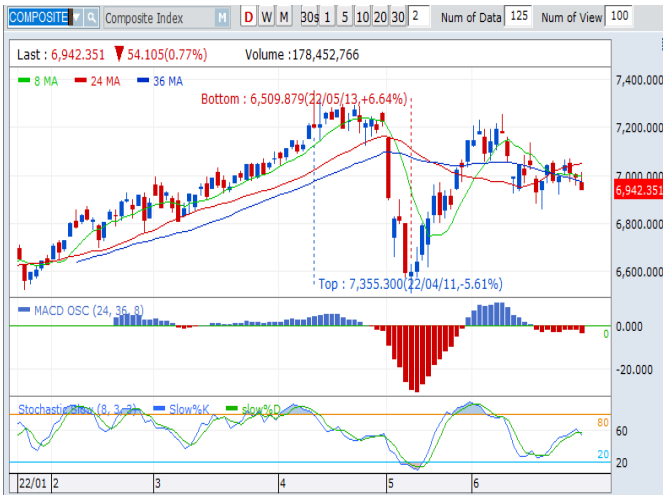 COMPOSITE Composite Index M D W M 30s 1 5 10 20 30 2 Num of Data 125 Num of View 100
Last : 6,942.351 ▼ 54.105(0.77%) Volume :178,452,766
8 MA 24 MA 36 MA
7,400.000
Bottom : 6,509.879(22/05/13,+6.64%)
7,200.000
7,000.000
6,942.351
6,800.000
6,600.000
Top : 7,355.300(22/04/11,-5.61%)
MACD OSC (24, 36, 8)
0 0.000
-20.000
Stochastic Slow (8, 3, 3) Slow%K slow%D
80
60
20
20
22/01 2 3 4 5 6